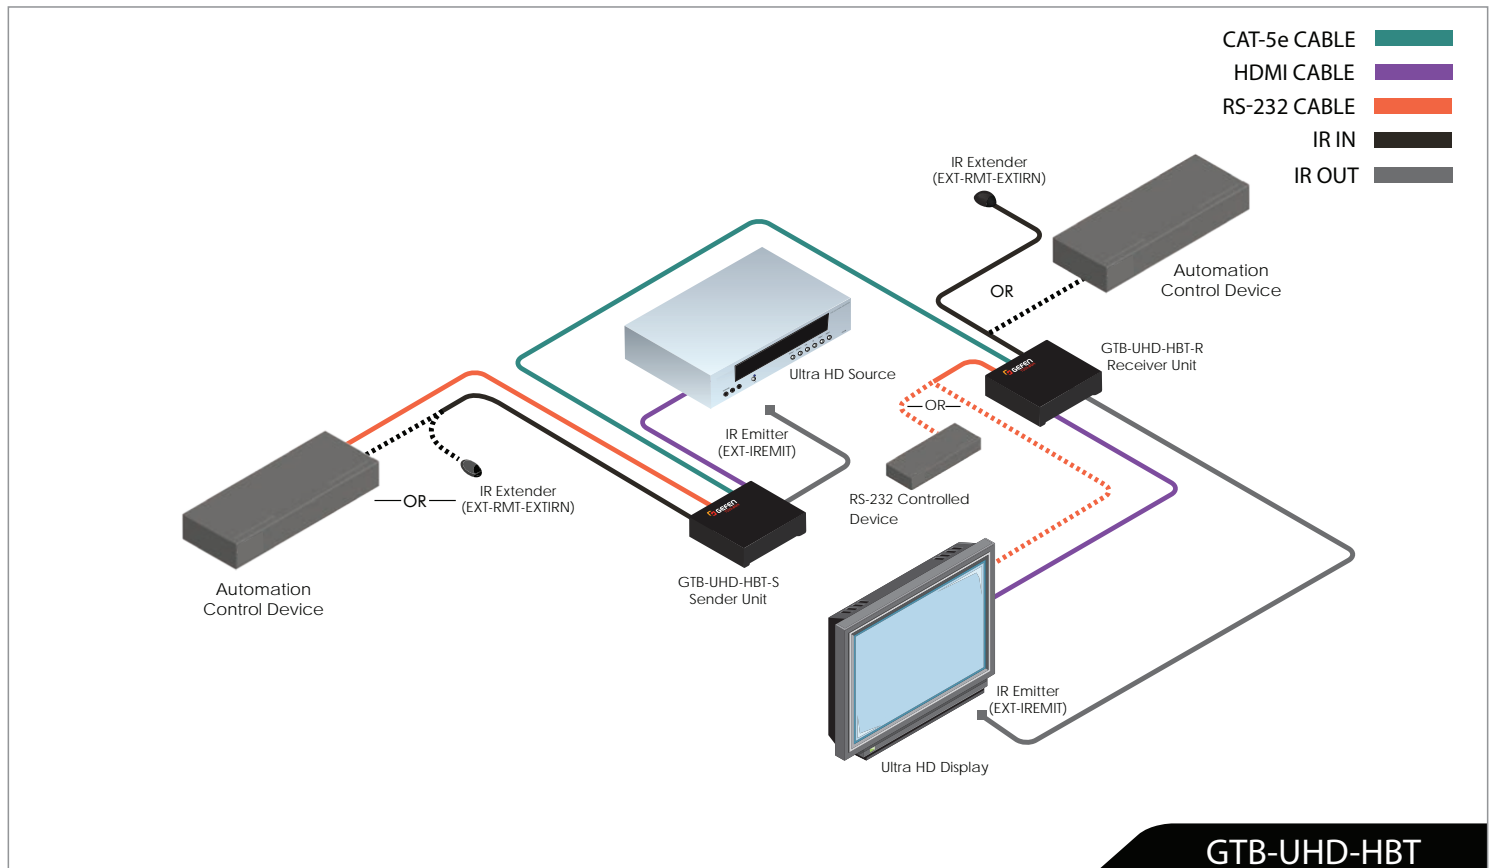 CAT-5e CABLE
HDMI CABLE
RS-232 CABLE
IR IN
IR OUT
IR Extender
(EXT-RMT-EXTIRN)
Automation
Control Device
OR
GTB-UHD-HBT-R
Receiver Unit
GEFEN
Ultra HD Source
OR
IR Emitter
(EXT-IREMIT)
RS-232 Controlled
Device
OR
IR Extender
(EXT-RMT-EXTIRN)
GEFEN
GTB-UHD-HBT-S
Sender Unit
Automation
Control Device
IR Emitter
(EXT-IREMIT)
Ultra HD Display
GTB-UHD-HBT